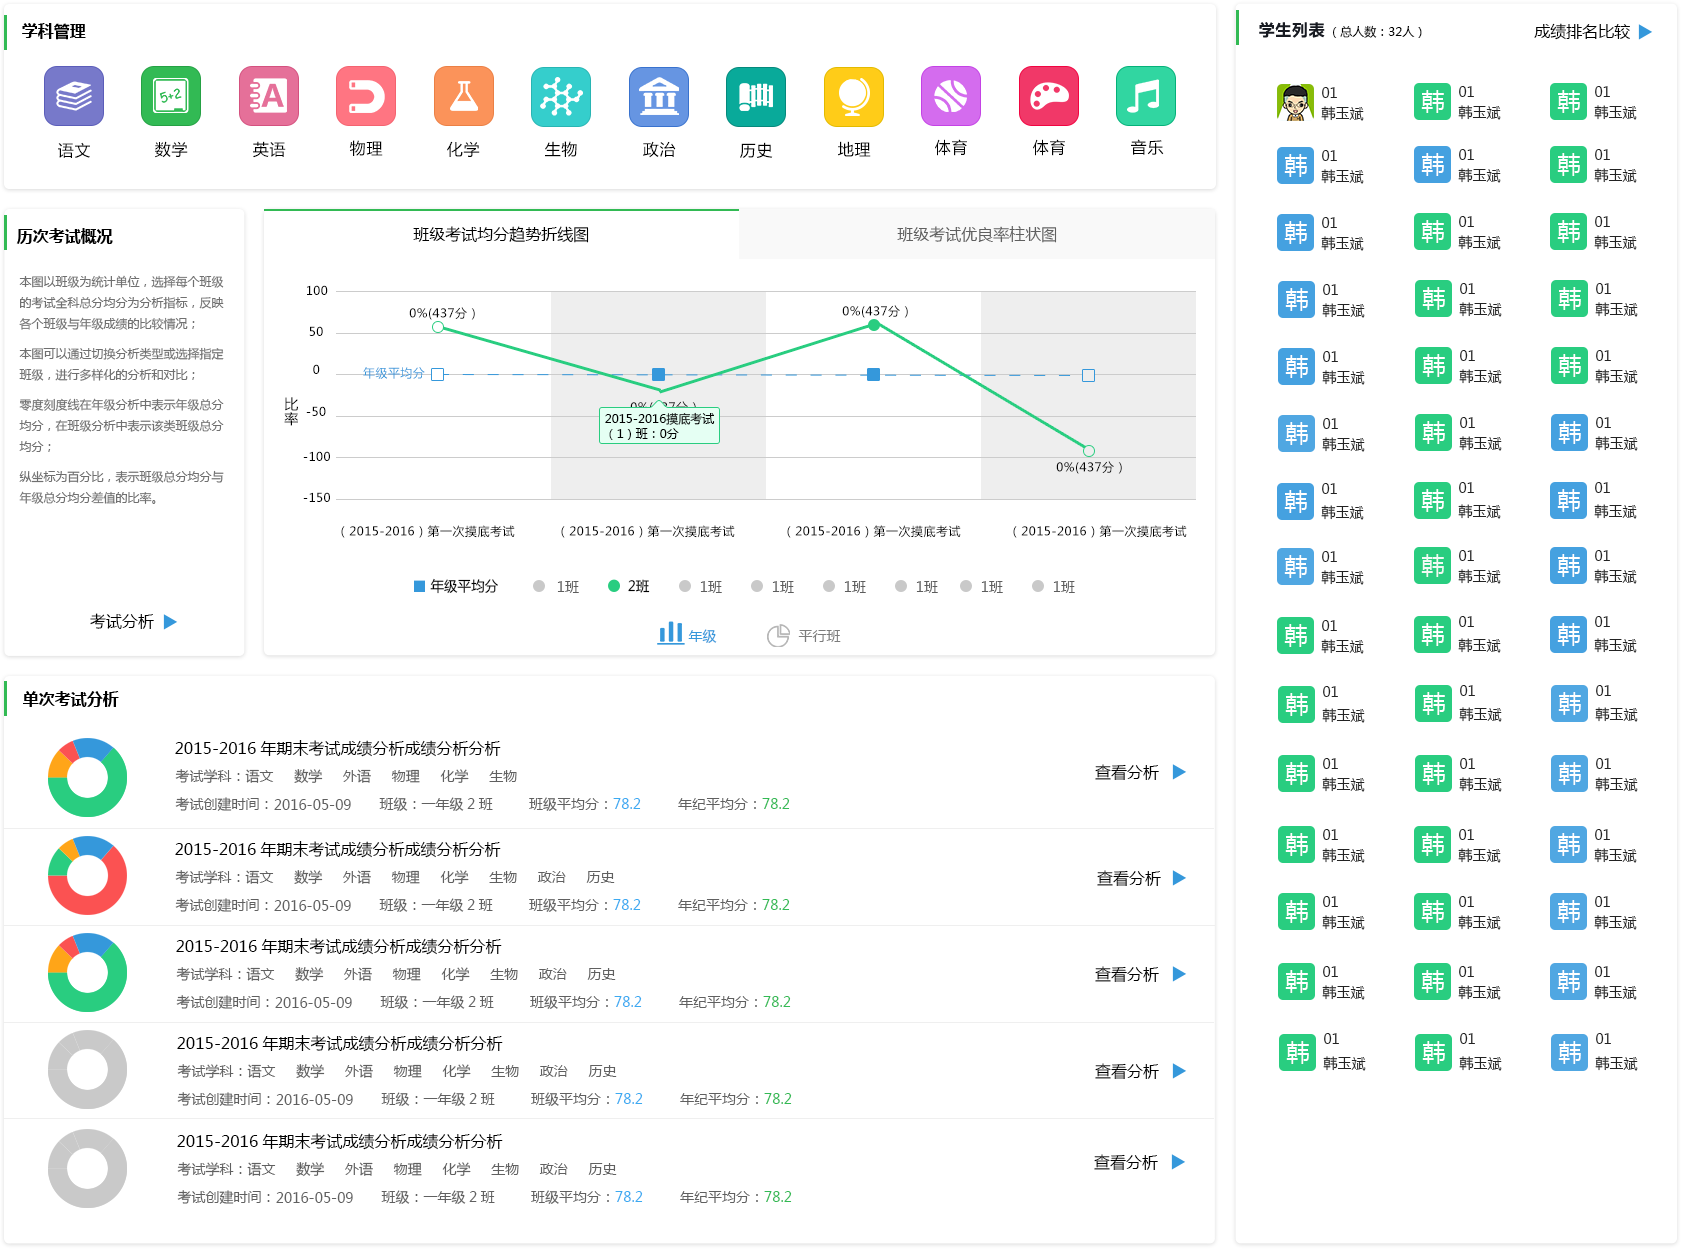 学科管理
语文 数学 英语 物理 化学 生物 政治 历史 地理 体育 体育 音乐
历次考试概况
本图以班级为统计单位，选择每个班级
的考试全科总分均分为分析指标，反映
各个班级与年级成绩的比较情况；
本图可以通过切换分析类型或选择指定
班级，进行多样化的分析和对比；
零度刻度线在年级分析中表示年级总分
均分，在班级分析中表示该类班级总分
均分；
纵坐标为百分比，表示班级总分均分与
年级总分均分差值的比率。
考试分析
班级考试均分趋势折线图 班级考试优良率柱状图
100
50
0
-50
-100
-150
比率
0%(437分)
年级平均分
2015-2016摸底考试
（1）班：0分
0%(437分)
0%(437分)
（2015-2016）第一次摸底考试 （2015-2016）第一次摸底考试 （2015-2016）第一次摸底考试 （2015-2016）第一次摸底考试
年级平均分 1班 2班 1班 1班 1班 1班 1班 1班
年级 平行班
单次考试分析
2015-2016 年期末考试成绩分析成绩分析分析
考试学科：语文 数学 外语 物理 化学 生物
考试创建时间：2016-05-09 班级：一年级 2 班 班级平均分：78.2 年纪平均分：78.2
查看分析
2015-2016 年期末考试成绩分析成绩分析分析
考试学科：语文 数学 外语 物理 化学 生物 政治 历史
考试创建时间：2016-05-09 班级：一年级 2 班 班级平均分：78.2 年纪平均分：78.2
查看分析
2015-2016 年期末考试成绩分析成绩分析分析
考试学科：语文 数学 外语 物理 化学 生物 政治 历史
考试创建时间：2016-05-09 班级：一年级 2 班 班级平均分：78.2 年纪平均分：78.2
查看分析
2015-2016 年期末考试成绩分析成绩分析分析
考试学科：语文 数学 外语 物理 化学 生物 政治 历史
考试创建时间：2016-05-09 班级：一年级 2 班 班级平均分：78.2 年纪平均分：78.2
查看分析
2015-2016 年期末考试成绩分析成绩分析分析
考试学科：语文 数学 外语 物理 化学 生物 政治 历史
考试创建时间：2016-05-09 班级：一年级 2 班 班级平均分：78.2 年纪平均分：78.2
查看分析
学生列表（总人数：32人） 成绩排名比较
01 韩 01 韩 01
韩玉斌 韩玉斌 韩玉斌
韩 01 韩 01 韩 01
韩玉斌 韩玉斌 韩玉斌
韩 01 韩 01 韩 01
韩玉斌 韩玉斌 韩玉斌
韩 01 韩 01 韩 01
韩玉斌 韩玉斌 韩玉斌
韩 01 韩 01 韩 01
韩玉斌 韩玉斌 韩玉斌
韩 01 韩 01 韩 01
韩玉斌 韩玉斌 韩玉斌
韩 01 韩 01 韩 01
韩玉斌 韩玉斌 韩玉斌
韩 01 韩 01 韩 01
韩玉斌 韩玉斌 韩玉斌
韩 01 韩 01 韩 01
韩玉斌 韩玉斌 韩玉斌
韩 01 韩 01 韩 01
韩玉斌 韩玉斌 韩玉斌
韩 01 韩 01 韩 01
韩玉斌 韩玉斌 韩玉斌
韩 01 韩 01 韩 01
韩玉斌 韩玉斌 韩玉斌
韩 01 韩 01 韩 01
韩玉斌 韩玉斌 韩玉斌
韩 01 韩 01 韩 01
韩玉斌 韩玉斌 韩玉斌
韩 01 韩 01 韩 01
韩玉斌 韩玉斌 韩玉斌